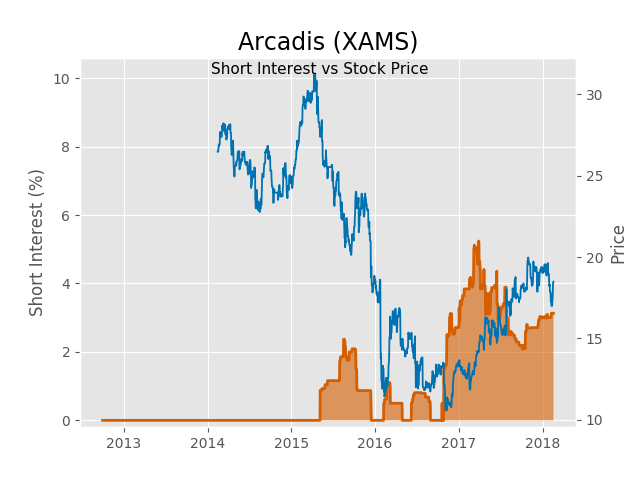 Arcadis (XAMS)
Short Interest vs Stock Price
10
8
6
4
2
0
Short Interest (%)
30
25
20
15
10
Price
2013 2014 2015 2016 2017 2018